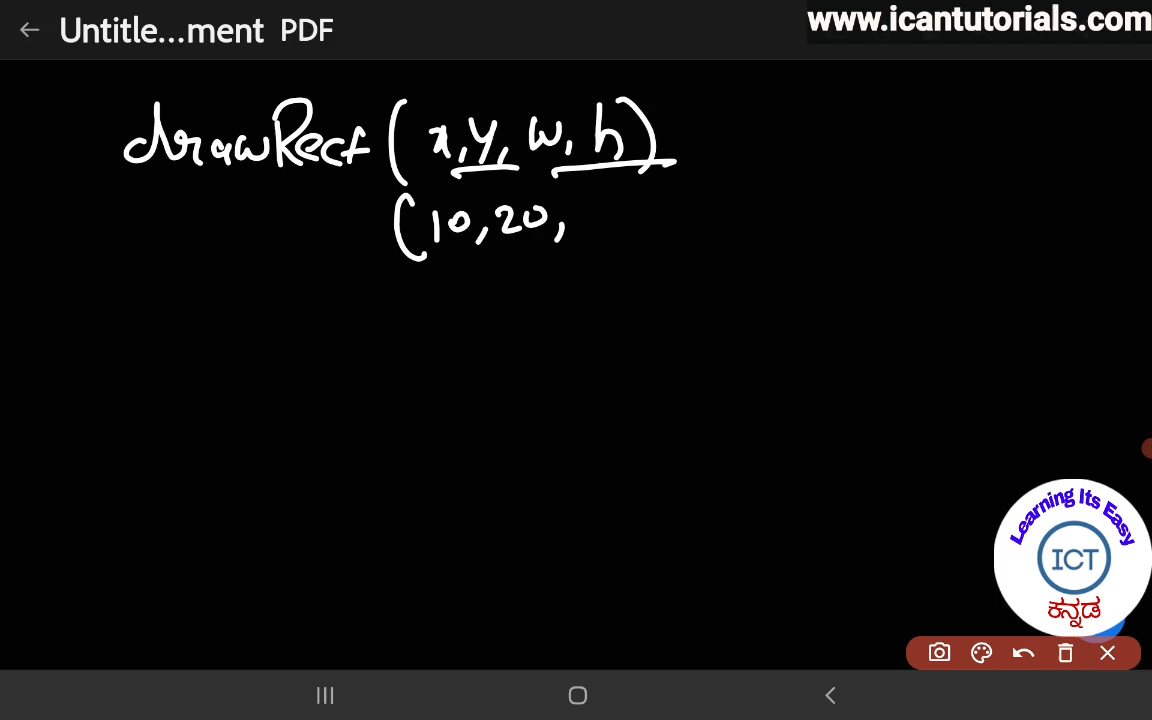 Untitle...ment PDF
www.icantutorials.com
drawRect ( x, y, w, h )
( 10, 20,
Learning Its Easy
ICT
ಕನ್ನಡ